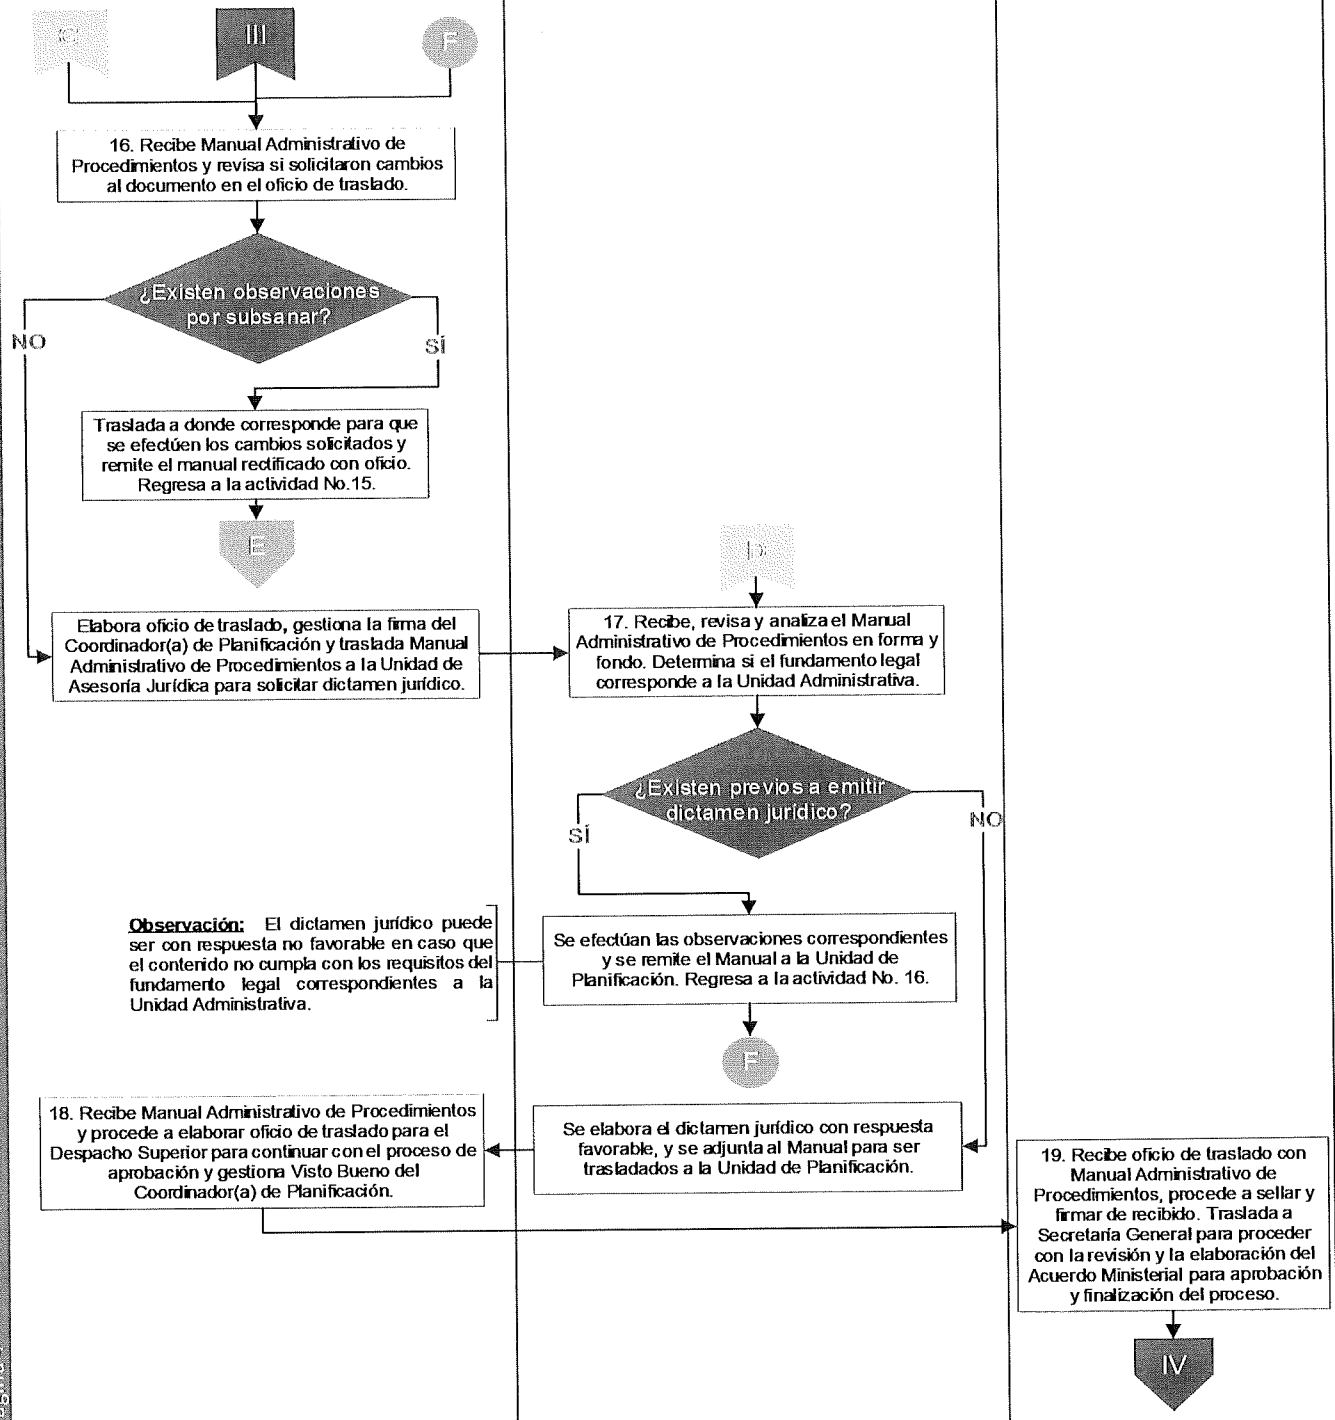 C
III
F
16. Recibe Manual Administrativo de
Procedimientos y revisa si solicitaron cambios
al documento en el oficio de traslado.
¿Existen observaciones
por subsanar?
NO
SÍ
Traslada a donde corresponde para que
se efectúen los cambios solicitados y
remite el manual rectificado con oficio.
Regresa a la actividad No.15.
E
Elabora oficio de traslado, gestiona la firma del
Coordinador(a) de Planificación y traslada Manual
Administrativo de Procedimientos a la Unidad de
Asesoría Jurídica para solicitar dictamen jurídico.
D
17. Recibe, revisa y analiza el Manual
Administrativo de Procedimientos en forma y
fondo. Determina si el fundamento legal
corresponde a la Unidad Administrativa.
¿Existen previos a emitir
dictamen jurídico?
SÍ
NO
Observación: El dictamen jurídico puede
ser con respuesta no favorable en caso que
el contenido no cumpla con los requisitos del
fundamento legal correspondientes a la
Unidad Administrativa.
Se efectúan las observaciones correspondientes
y se remite el Manual a la Unidad de
Planificación. Regresa a la actividad No. 16.
F
Se elabora el dictamen jurídico con respuesta
favorable, y se adjunta al Manual para ser
trasladados a la Unidad de Planificación.
18. Recibe Manual Administrativo de Procedimientos
y procede a elaborar oficio de traslado para el
Despacho Superior para continuar con el proceso de
aprobación y gestiona Visto Bueno del
Coordinador(a) de Planificación.
19. Recibe oficio de traslado con
Manual Administrativo de
Procedimientos, procede a sellar y
firmar de recibido. Traslada a
Secretaría General para proceder
con la revisión y la elaboración del
Acuerdo Ministerial para aprobación
y finalización del proceso.
IV